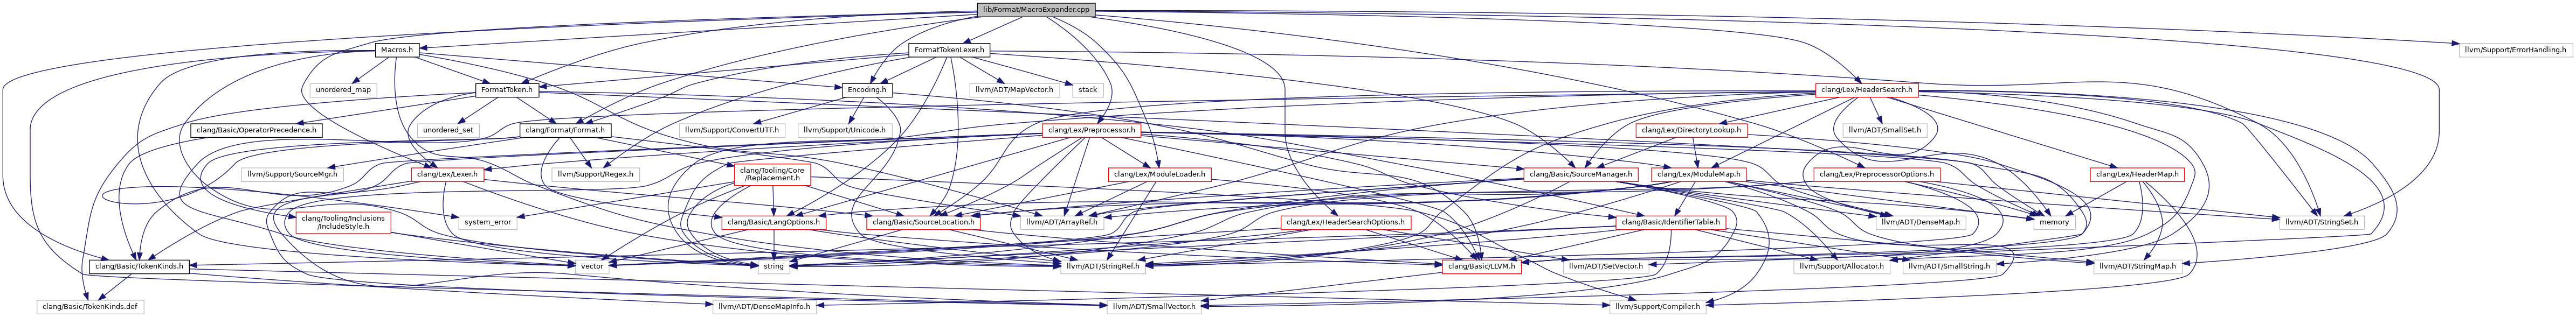 lib/Format/MacroExpander.cpp
Macros.h
FormatTokenLexer.h
llvm/Support/ErrorHandling.h
unordered_map
FormatToken.h
Encoding.h
llvm/ADT/MapVector.h
stack
clang/Lex/HeaderSearch.h
clang/Basic/OperatorPrecedence.h
unordered_set
clang/Format/Format.h
llvm/Support/ConvertUTF.h
llvm/Support/Unicode.h
clang/Lex/Preprocessor.h
clang/Lex/DirectoryLookup.h
llvm/ADT/SmallSet.h
llvm/Support/SourceMgr.h
clang/Lex/Lexer.h
llvm/Support/Regex.h
clang/Tooling/Core
/Replacement.h
clang/Lex/ModuleLoader.h
clang/Basic/SourceManager.h
clang/Lex/ModuleMap.h
clang/Lex/PreprocessorOptions.h
clang/Lex/HeaderMap.h
clang/Tooling/Inclusions
/IncludeStyle.h
system_error
clang/Basic/LangOptions.h
clang/Basic/SourceLocation.h
llvm/ADT/ArrayRef.h
clang/Lex/HeaderSearchOptions.h
clang/Basic/IdentifierTable.h
llvm/ADT/DenseMap.h
memory
llvm/ADT/StringSet.h
clang/Basic/TokenKinds.h
vector
string
llvm/ADT/StringRef.h
clang/Basic/LLVM.h
llvm/ADT/SetVector.h
llvm/Support/Allocator.h
llvm/ADT/SmallString.h
llvm/ADT/StringMap.h
clang/Basic/TokenKinds.def
llvm/ADT/DenseMapInfo.h
llvm/ADT/SmallVector.h
llvm/Support/Compiler.h